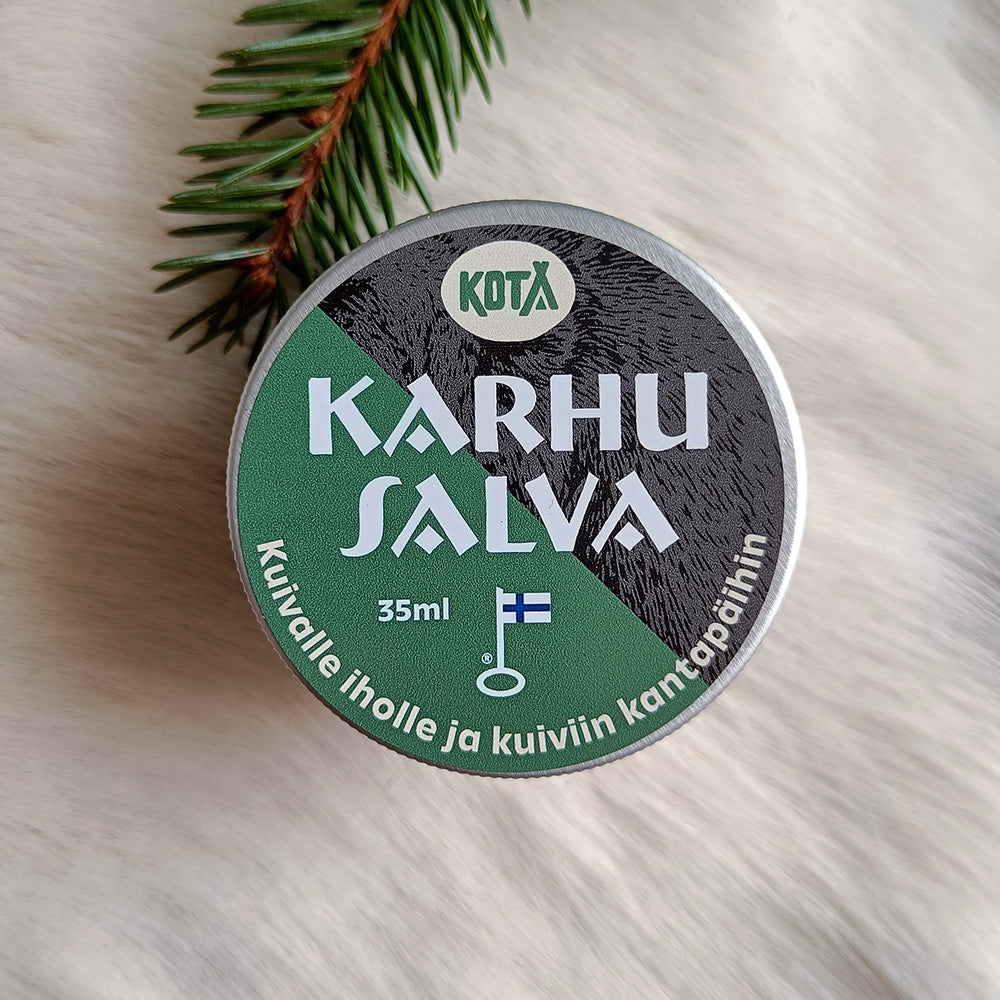 KOTA
KARHU
SALVA
35ml
®
Kuivalle iholle ja kuiviin kantapäihin